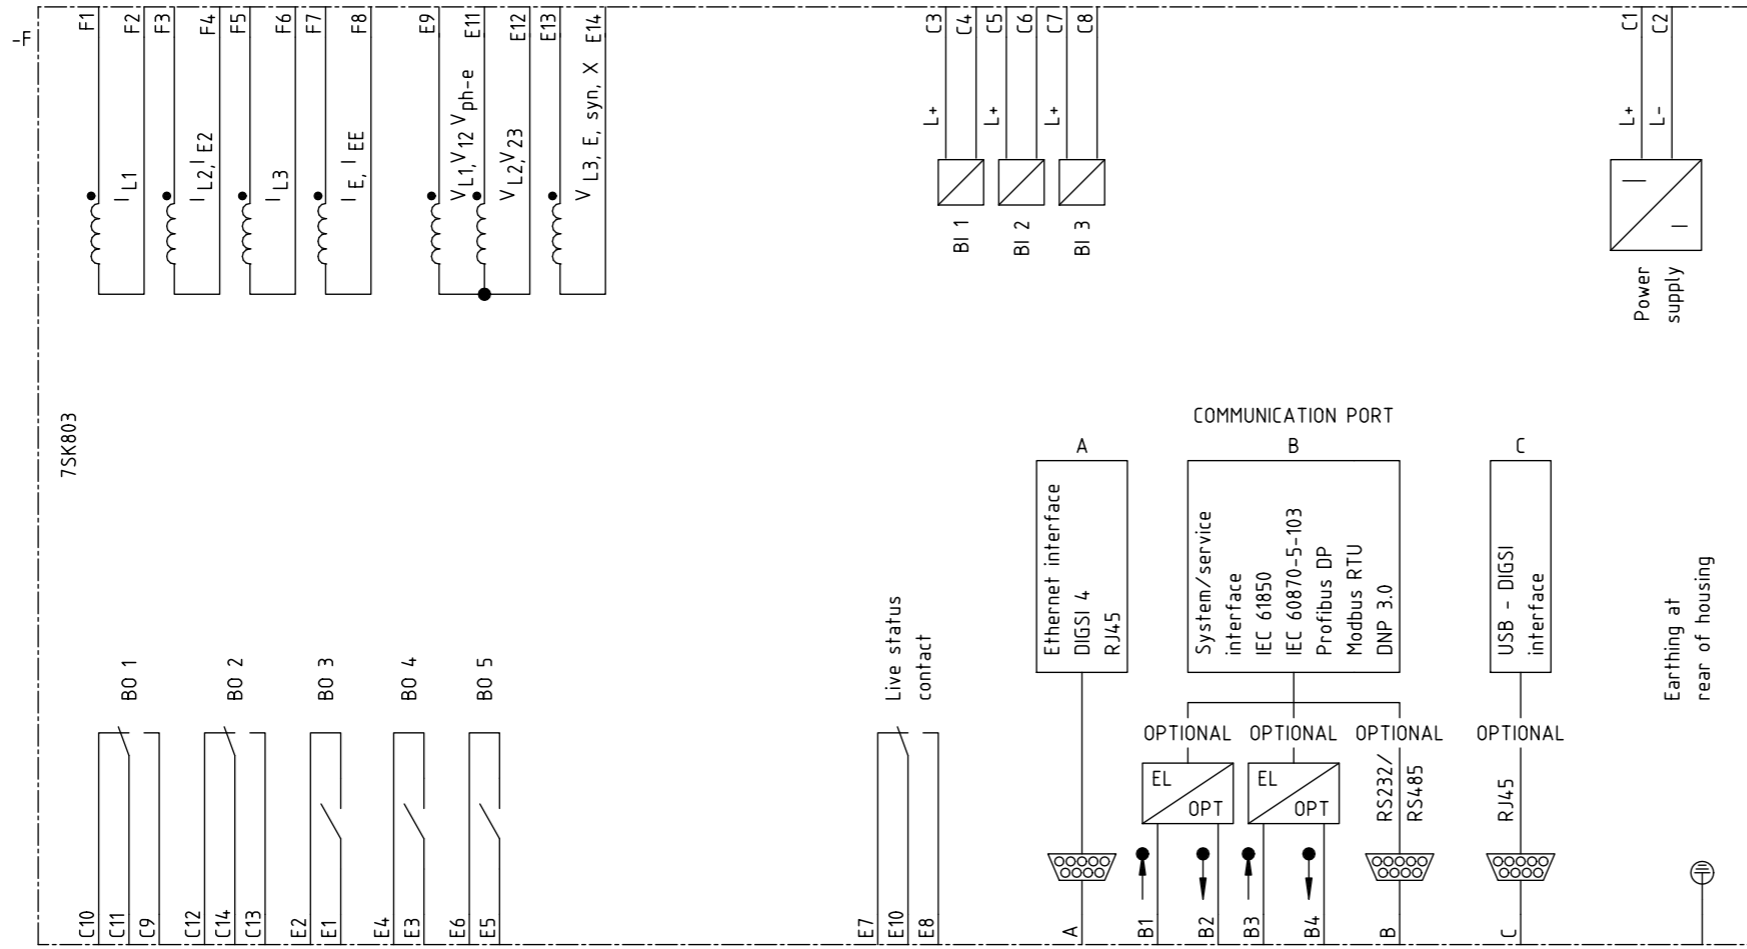 -F
F1
F2
F3
F4
F5
F6
F7
F8
E9
E11
E12
E13
E14
C3
C4
C5
C6
C7
C8
C1
C2
I L1
I L2, I E2
I L3
I E, I EE
V L1, V 12 V ph-e
V L2, V 23
V L3, E, syn, X
L+
L+
L+
L+
L-
BI 1
BI 2
BI 3
Power
supply
7SK803
COMMUNICATION PORT
A
B
C
Ethernet interface
DIGSI 4
RJ45
System/service
interface
IEC 61850
IEC 60870-5-103
Profibus DP
Modbus RTU
DNP 3.0
USB - DIGSI
interface
Earthing at
rear of housing
BO 1
BO 2
BO 3
BO 4
BO 5
Live status
contact
OPTIONAL
OPTIONAL
OPTIONAL
OPTIONAL
EL
OPT
EL
OPT
RS232/
RS485
RJ45
C10
C11
C9
C12
C14
C13
E2
E1
E4
E3
E6
E5
E7
E10
E8
A
B1
B2
B3
B4
B
C